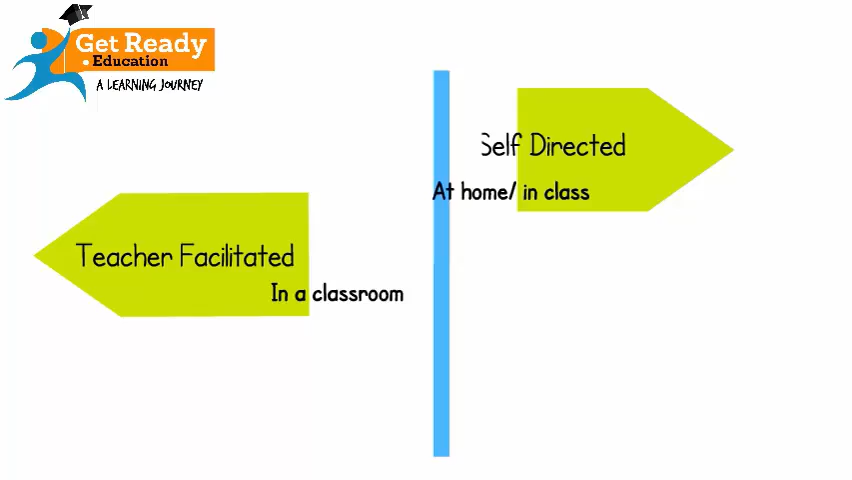 Get Ready
Education
A LEARNING JOURNEY
Self Directed
At home/ in class
Teacher Facilitated
In a classroom